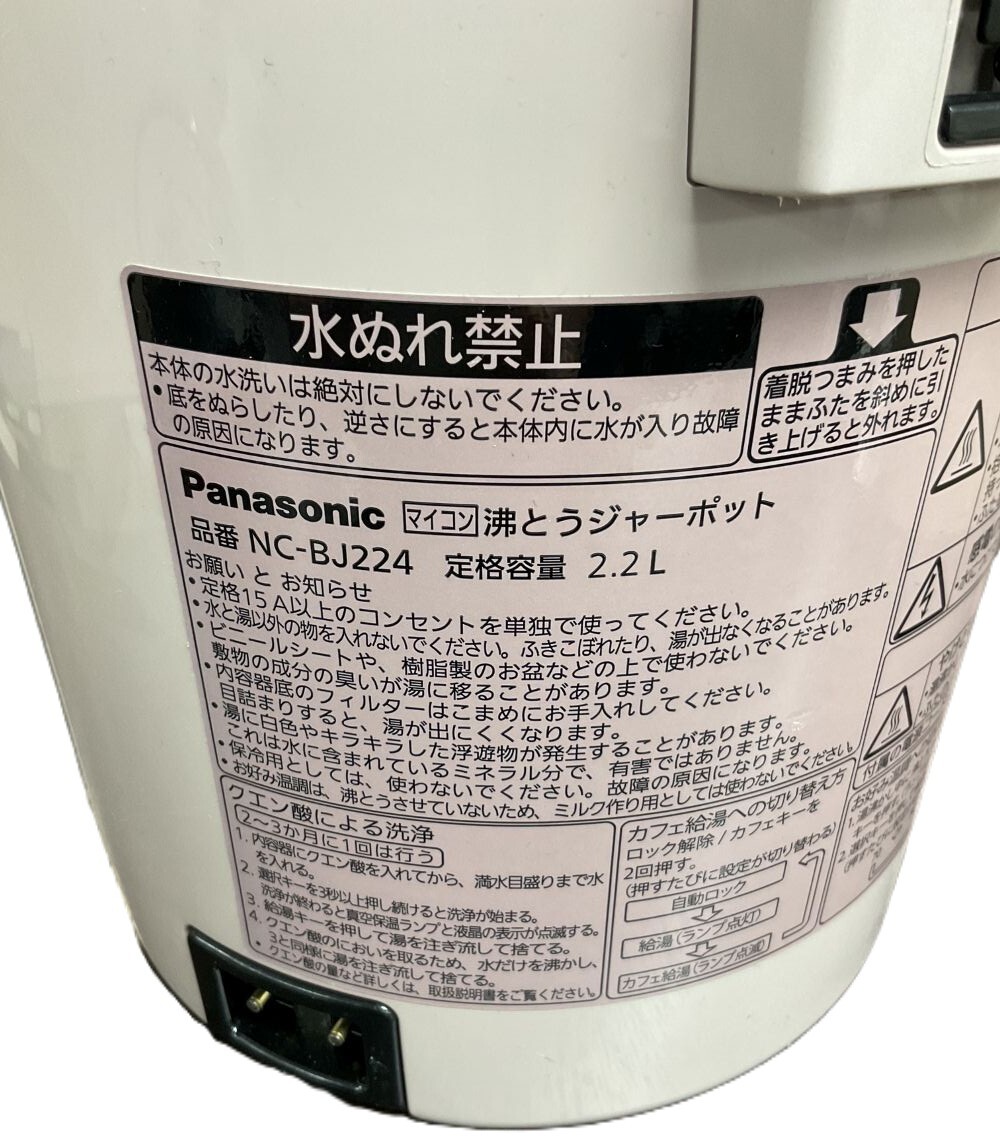 水ぬれ禁止
本体の水洗いは絶対にしないでください。
•底をぬらしたり、逆さにすると本体内に水が入り故障
の原因になります。
着脱つまみを押した
ままふたを斜めに引
き上げると外れます。
Panasonic マイコン 沸とうジャーポット
品番 NC-BJ224 定格容量 2.2L
お願い と お知らせ
•定格15A以上のコンセントを単独で使ってください。
•水と湯以外の物を入れないでください。ふきこぼれたり、湯が出なくなることがあります。
•ビニールシートや、樹脂製のお盆などの上で使わないでください。
敷物の成分の臭いが湯に移ることがあります。
•内容器底のフィルターはこまめにお手入れしてください。
目詰まりすると、湯が出にくくなります。
•湯に白色やキラキラした浮遊物が発生することがあります。
これは水に含まれているミネラル分で、有害ではありません。
•保冷用としては、使わないでください。故障の原因になります。
•お好み温調は、沸とうさせていないため、ミルク作り用としては使わないでください。
クエン酸による洗浄
2~3か月に1回は行う
1. 内容器にクエン酸を入れてから、満水目盛りまで水
を入れる。
2. 選択キーを3秒以上押し続けると洗浄が始まる。
洗浄が終わると真空保温ランプと液晶の表示が点滅する。
3. 給湯キーを押して湯を注ぎ流して捨てる。
4. クエン酸のにおいを取るため、水だけを沸かし、
3と同様に湯を注ぎ流して捨てる。
•クエン酸の量など詳しくは、取扱説明書をご覧ください。
カフェ給湯への切り替え方
ロック解除/カフェキーを
2回押す。
(押すたびに設定が切り替わる)
自動ロック
給湯(ランプ点灯)
カフェ給湯(ランプ点滅)